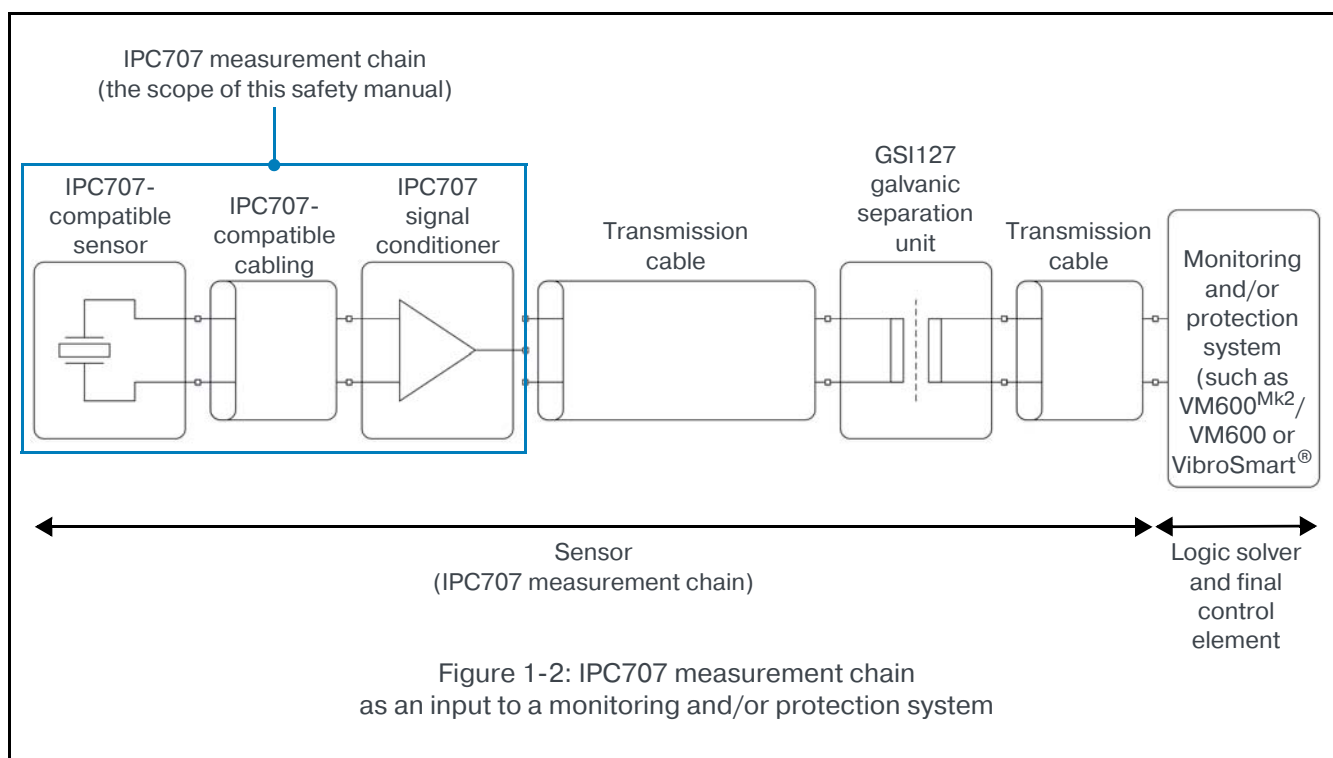 IPC707 measurement chain
(the scope of this safety manual)
IPC707-
compatible
sensor
IPC707-
compatible
cabling
IPC707
signal
conditioner
Transmission
cable
GSI127
galvanic
separation
unit
Transmission
cable
Monitoring
and/or
protection
system
(such as
VM600Mk2/
VM600 or
VibroSmart®
Sensor
(IPC707 measurement chain)
Logic solver
and final
control
element
Figure 1-2: IPC707 measurement chain
as an input to a monitoring and/or protection system